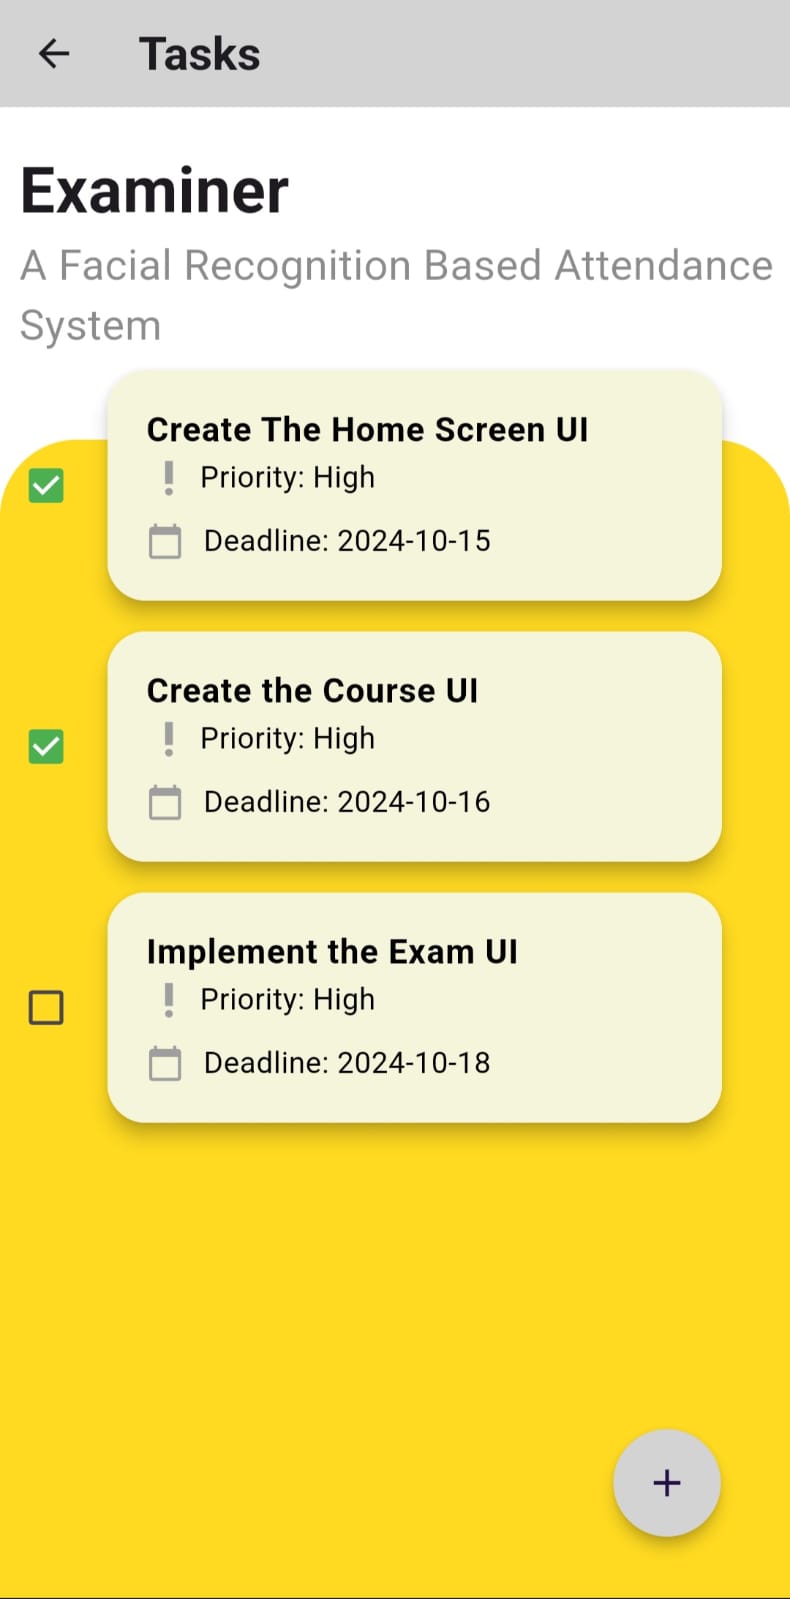 Tasks
Examiner
A Facial Recognition Based Attendance
System
Create The Home Screen UI
Priority: High
Deadline: 2024-10-15
Create the Course UI
Priority: High
Deadline: 2024-10-16
Implement the Exam UI
Priority: High
Deadline: 2024-10-18